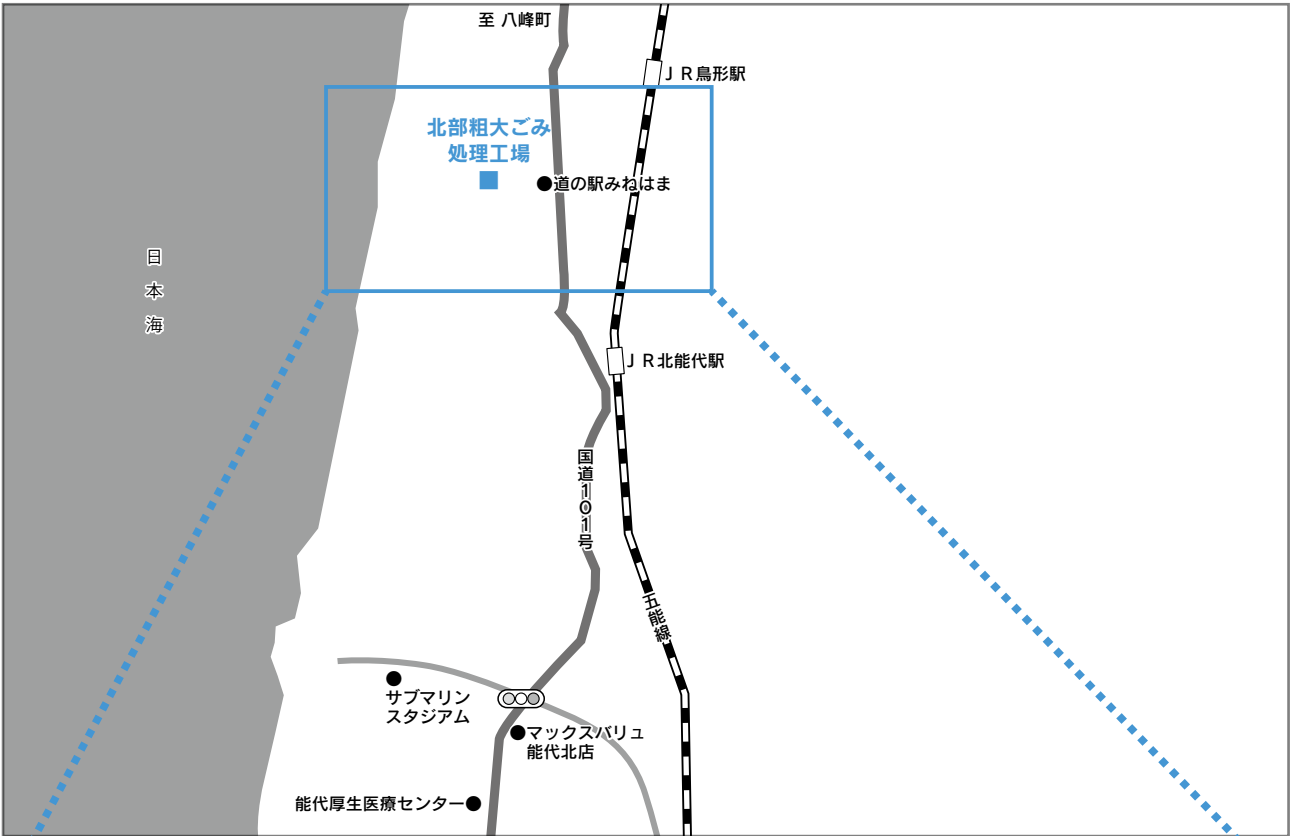 至 八峰町
ＪＲ鳥形駅
北部粗大ごみ
処理工場
道の駅みねはま
日本海
ＪＲ北能代駅
国道１０１号
五能線
サブマリン
スタジアム
マックスバリュ
能代北店
能代厚生医療センター